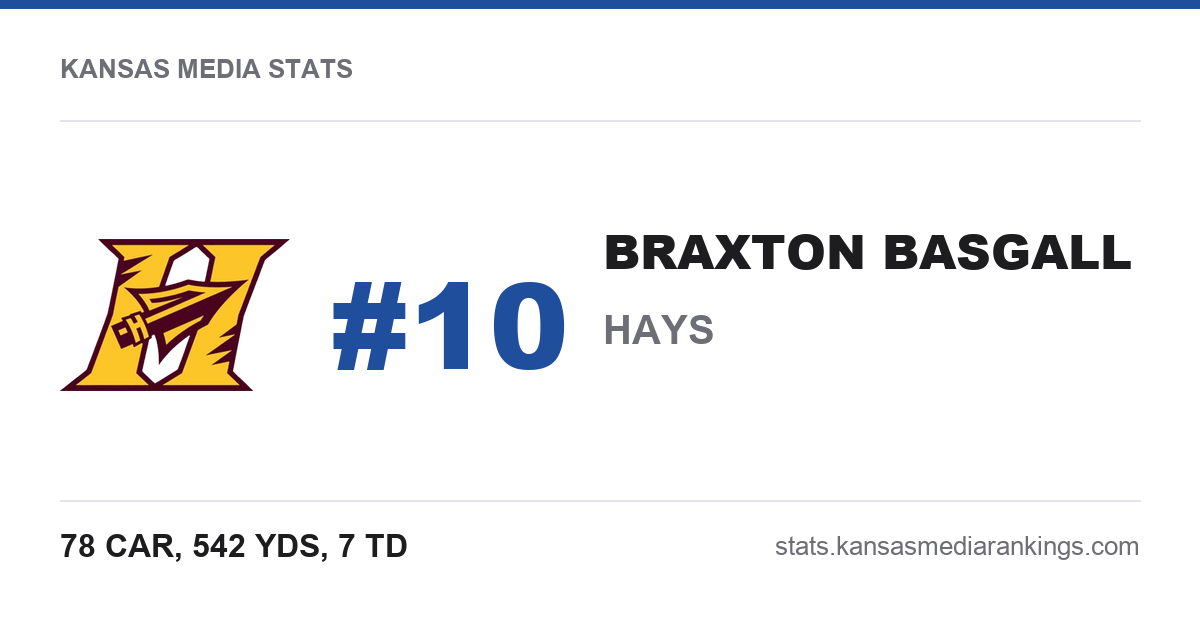 KANSAS MEDIA STATS
H
#10
BRAXTON BASGALL
HAYS
78 CAR, 542 YDS, 7 TD
stats.kansasmediarankings.com